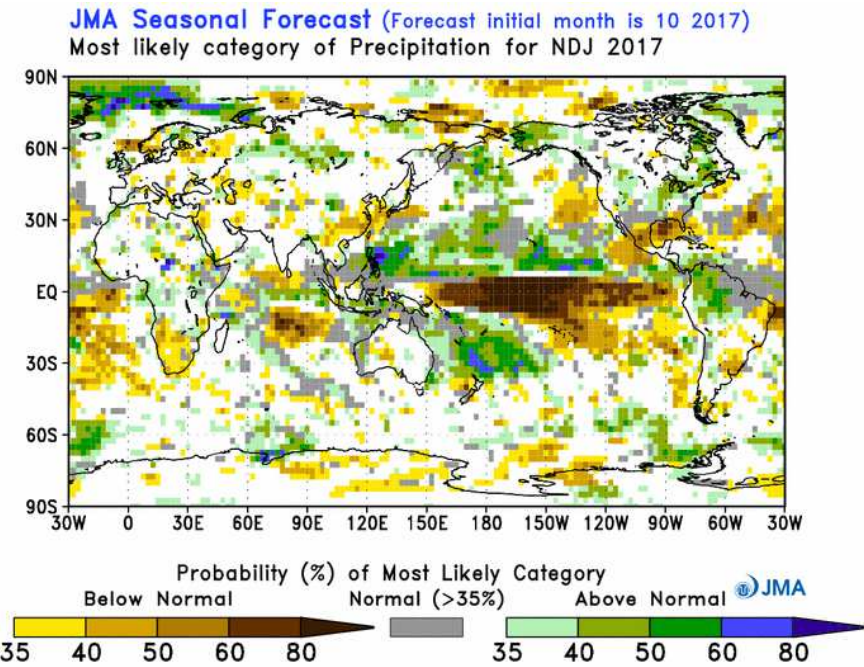 JMA Seasonal Forecast (Forecast initial month is 10 2017)
Most likely category of Precipitation for NDJ 2017
90N
60N
30N
EQ
30S
60S
90S
30W 0 30E 60E 90E 120E 150E 180 150W 120W 90W 60W 30W
Probability (%) of Most Likely Category
JMA
Below Normal Normal (>35%) Above Normal
35 40 50 60 80 35 40 50 60 80